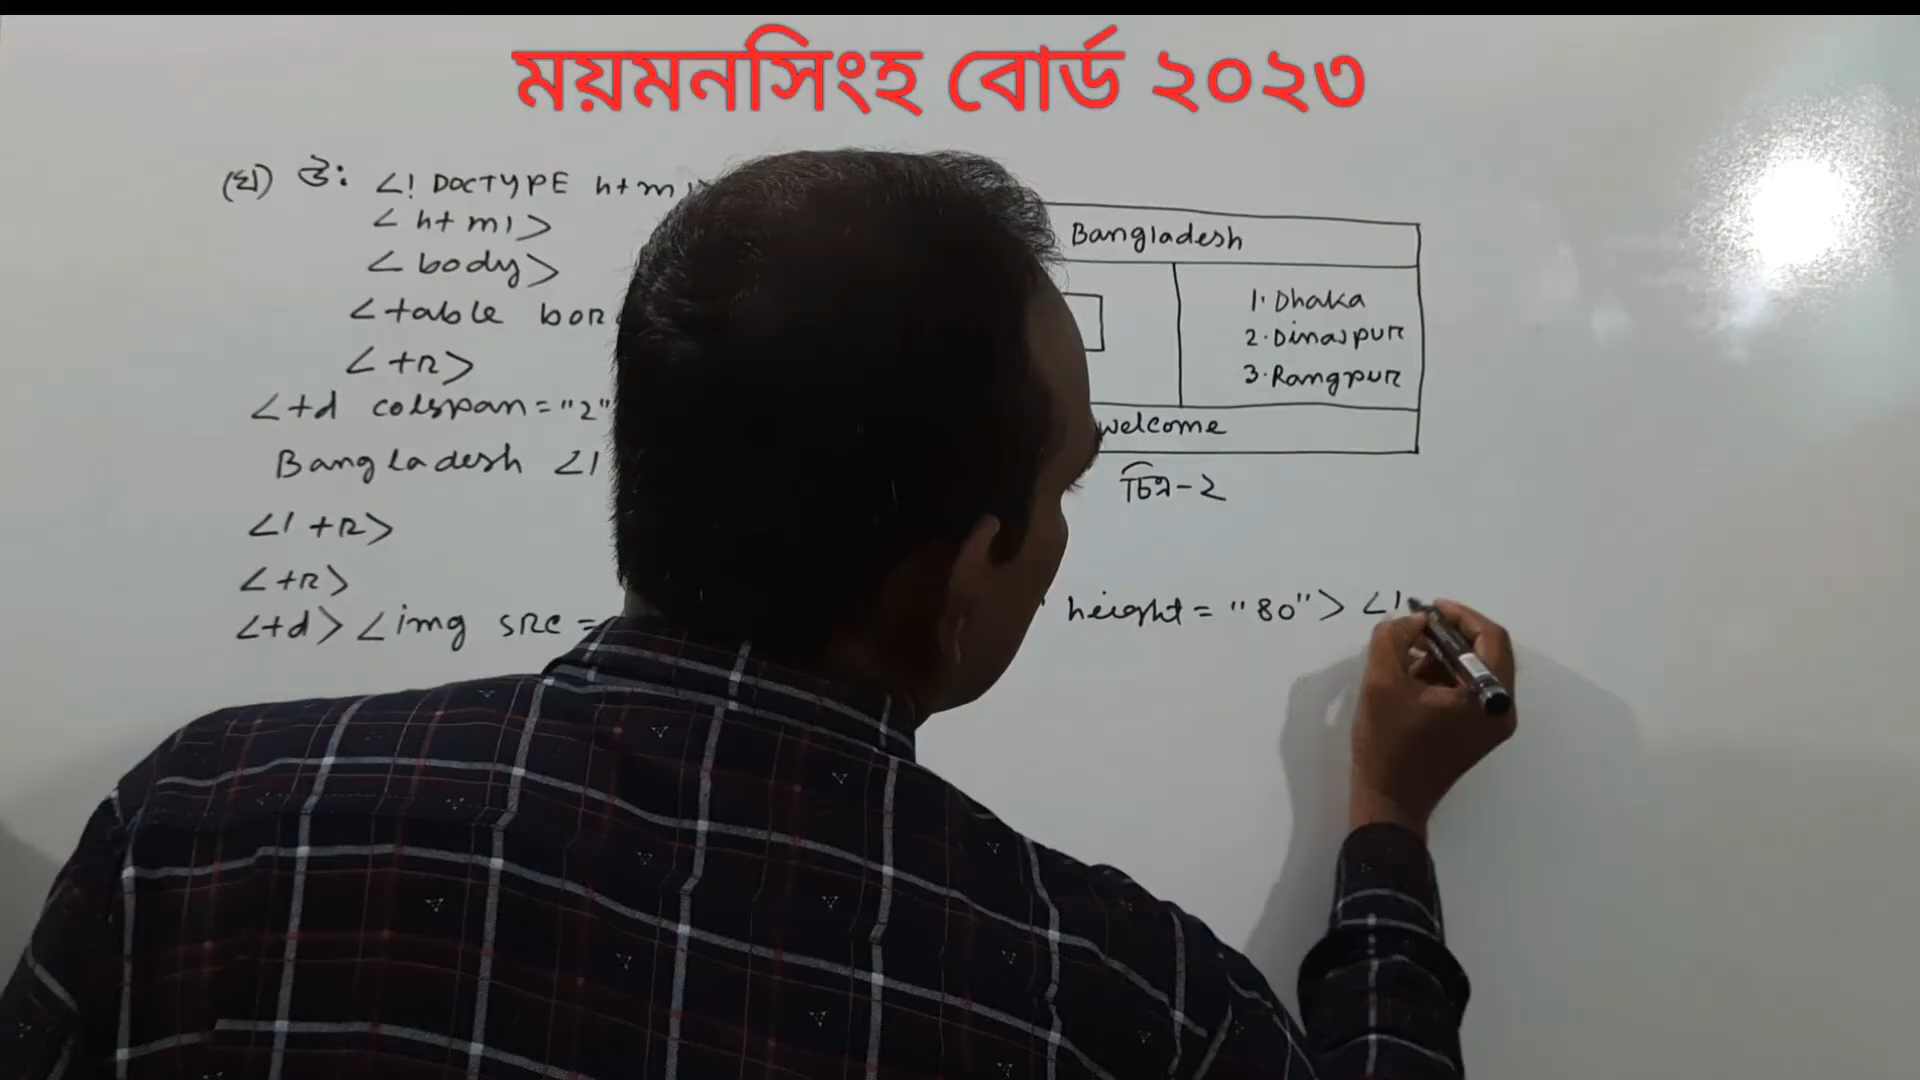 ময়মনসিংহ বোর্ড ২০২৩
(ঘ) উঃ <! DOCTYPE html>
<html>
<body>
<table
<tr>
<td colspan="2"
Bangladesh </
</tr>
<tr>
<td> <img src = height= "80"> </
Bangladesh
1. Dhaka
2. Dinajpur
3. Rangpur
welcome
চিত্র-২